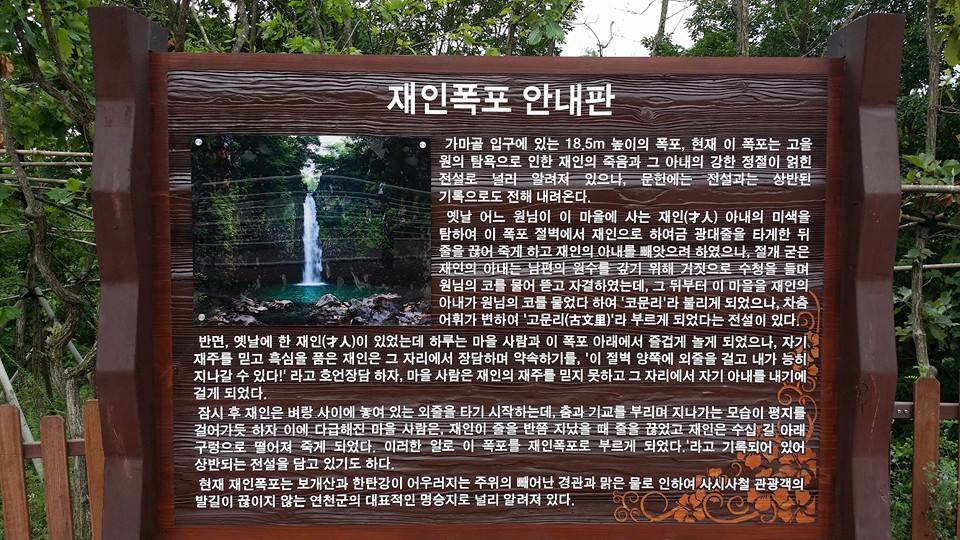 재인폭포 안내판
가마골 입구에 있는 18.5m 높이의 폭포, 현재 이 폭포는 고을
원의 탐욕으로 인한 재인의 죽음과 그 아내의 강한 정절이 얽힌
전설로 널리 알려져 있으나, 문헌에는 전설과는 상반된
기록으로도 전해 내려온다.
옛날 어느 원님이 이 마을에 사는 재인(才人) 아내의 미색을
탐하여 이 폭포 절벽에서 재인으로 하여금 광대줄을 타게한 뒤
줄을 끊어 죽게 하고 재인의 아내를 빼앗으려 하였으나, 절개 굳은
재인의 아내는 남편의 원수를 갚기 위해 거짓으로 수청을 들며
원님의 코를 물어 뜯고 자결하였는데, 그 뒤부터 이 마을을 재인의
아내가 원님의 코를 물었다 하여 '코문리'라 불리게 되었으나, 차츰
어휘가 변하여 '고문리(古文里)'라 부르게 되었다는 전설이 있다.
반면, 옛날에 한 재인(才人)이 있었는데 하루는 마을 사람과 이 폭포 아래에서 즐겁게 놀게 되었으나, 자기
재주를 믿고 흑심을 품은 재인은 그 자리에서 장담하며 약속하기를, '이 절벽 양쪽에 외줄을 걸고 내가 능히
지나갈 수 있다!' 라고 호언장담 하자, 마을 사람은 재인의 재주를 믿지 못하고 그 자리에서 자기 아내를 내기에
걸게 되었다.
잠시 후 재인은 벼랑 사이에 놓여 있는 외줄을 타기 시작하는데, 춤과 기교를 부리며 지나가는 모습이 평지를
걸어가듯 하자 이에 다급해진 마을 사람은, 재인이 줄을 반쯤 지났을 때 줄을 끊었고 재인은 수십 길 아래
구렁으로 떨어져 죽게 되었다. 이러한 일로 이 폭포를 재인폭포로 부르게 되었다.'라고 기록되어 있어
상반되는 전설을 담고 있기도 하다.
현재 재인폭포는 보개산과 한탄강이 어우러지는 주위의 빼어난 경관과 맑은 물로 인하여 사시사철 관광객의
발길이 끊이지 않는 연천군의 대표적인 명승지로 널리 알려져 있다.